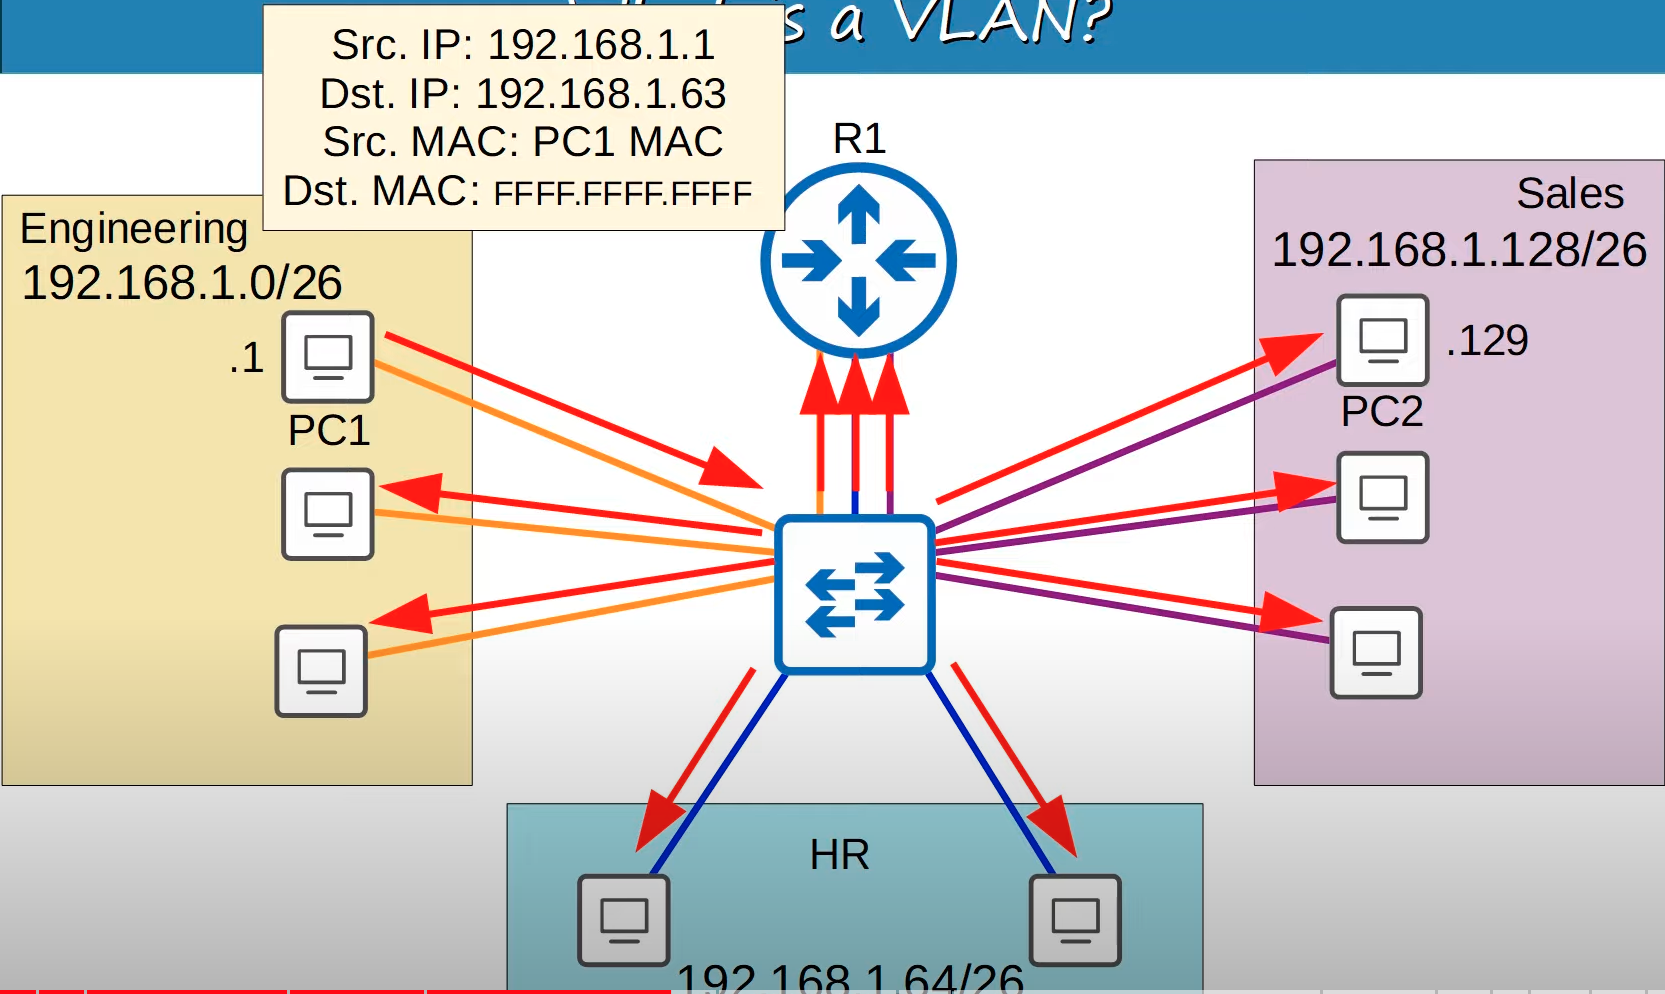 s a VLAN?
Src. IP: 192.168.1.1
Dst. IP: 192.168.1.63
Src. MAC: PC1 MAC
Dst. MAC: FFFF.FFFF.FFFF
R1
Engineering
192.168.1.0/26
.1
PC1
Sales
192.168.1.128/26
.129
PC2
HR
192.168.1.64/26